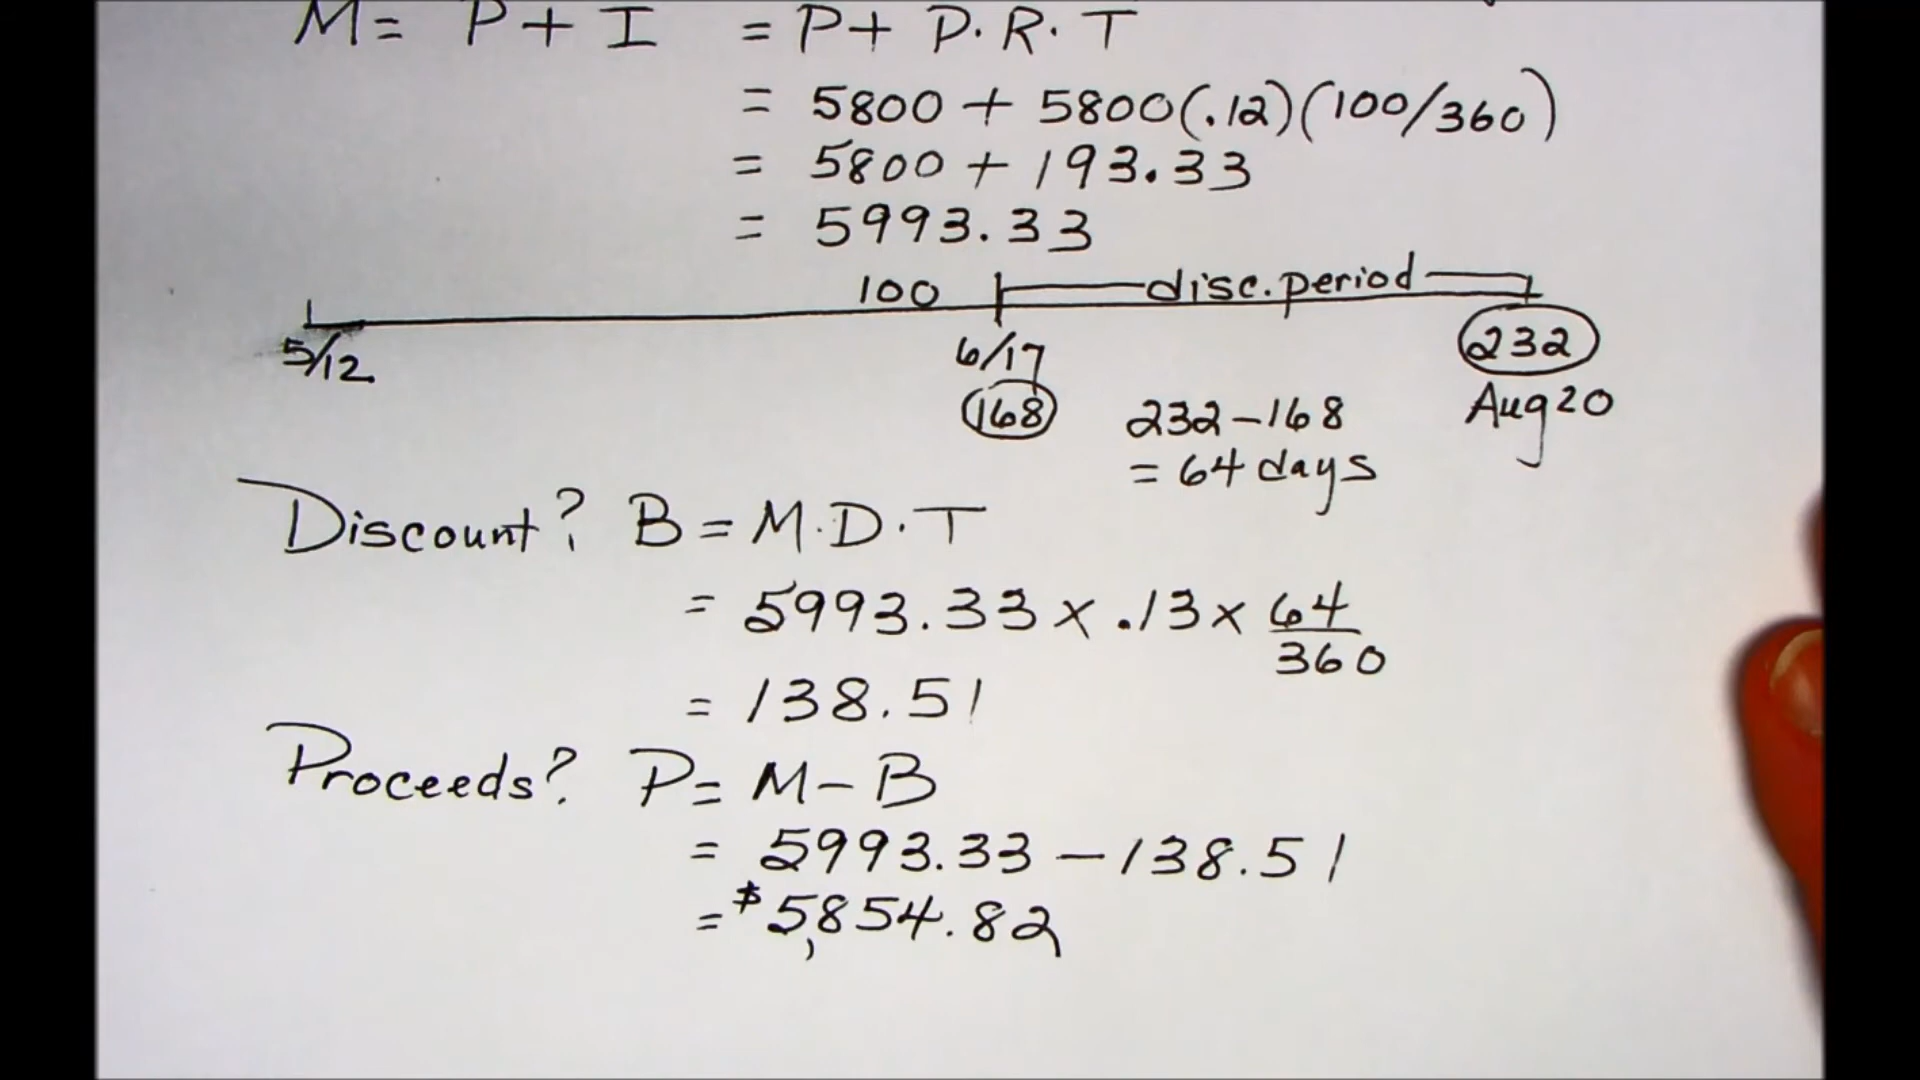 M = P + I = P + P.R.T
= 5800 + 5800(.12)(100/360)
= 5800 + 193.33
= 5993.33
100 disc. period
5/12 6/17 232
168 232-168 Aug 20
= 64 days
Discount? B = M.D.T
= 5993.33 x .13 x 64/360
= 138.51
Proceeds? P = M - B
= 5993.33 - 138.51
= $5,854.82